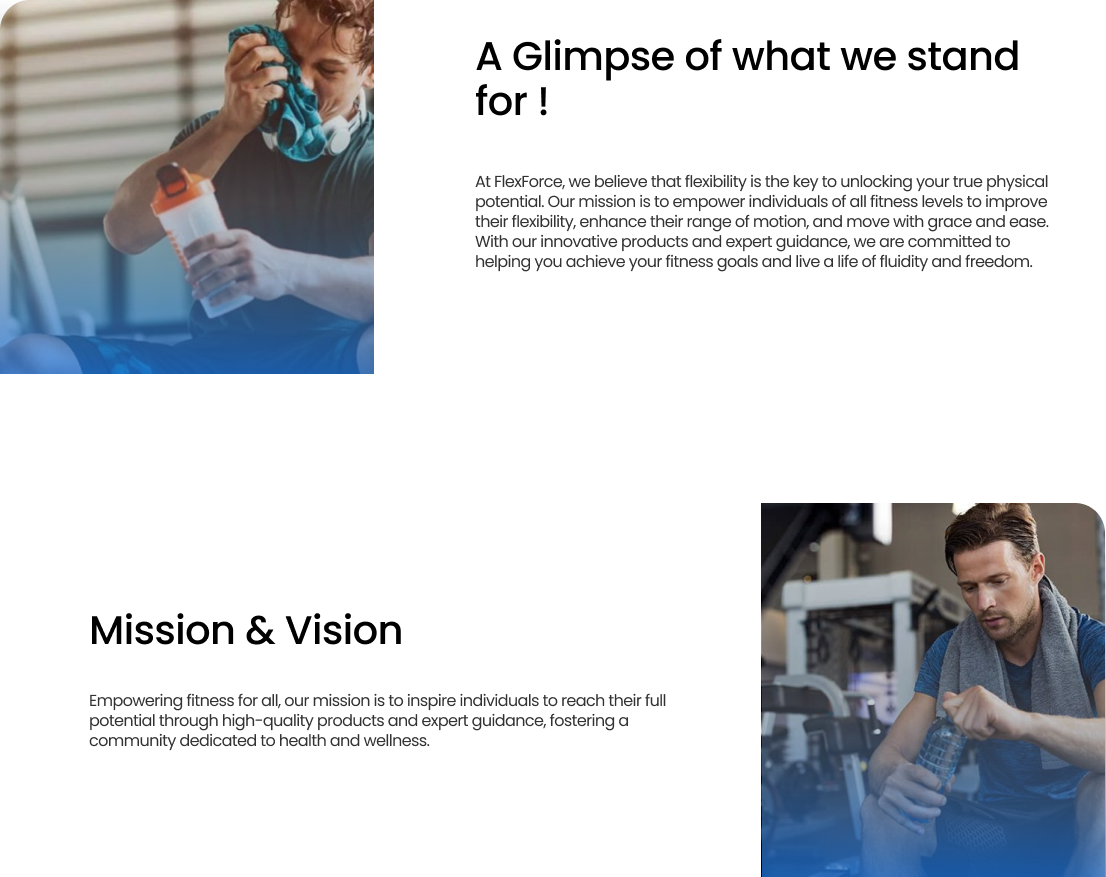 A Glimpse of what we stand
for !
At FlexForce, we believe that flexibility is the key to unlocking your true physical
potential. Our mission is to empower individuals of all fitness levels to improve
their flexibility, enhance their range of motion, and move with grace and ease.
With our innovative products and expert guidance, we are committed to
helping you achieve your fitness goals and live a life of fluidity and freedom.
Mission & Vision
Empowering fitness for all, our mission is to inspire individuals to reach their full
potential through high-quality products and expert guidance, fostering a
community dedicated to health and wellness.